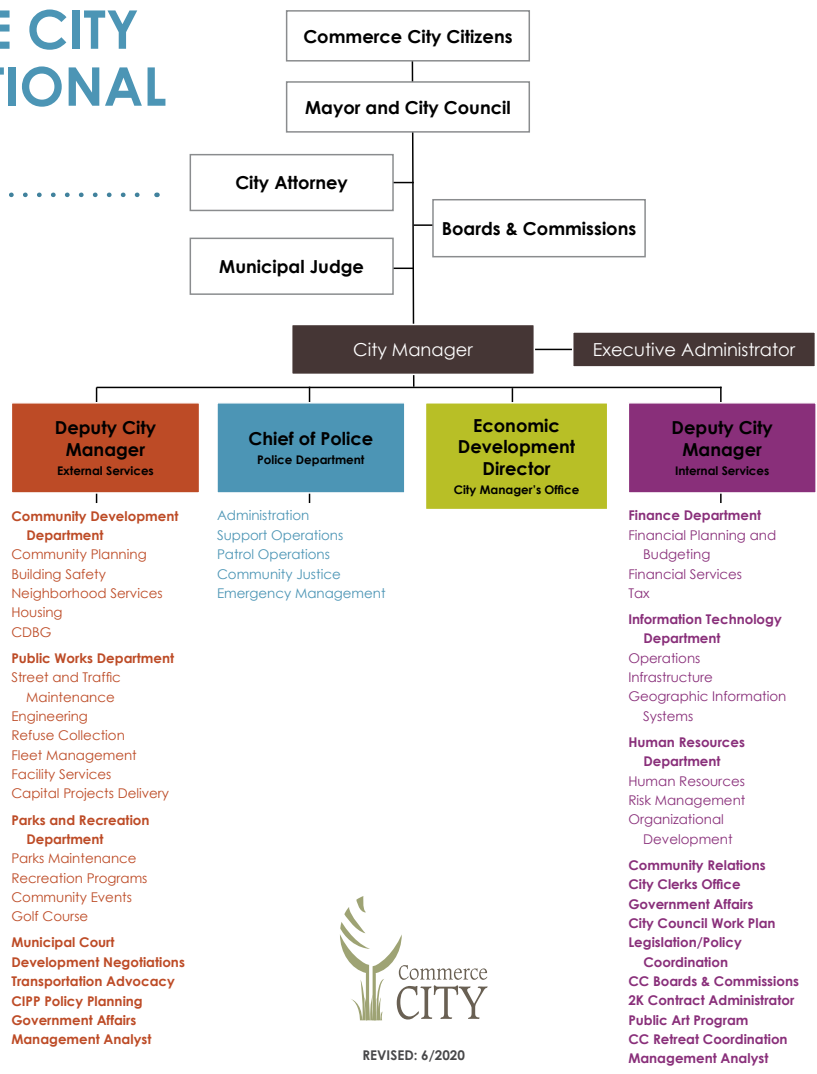 E CITY
TIONAL
Commerce City Citizens
Mayor and City Council
City Attorney
Boards & Commissions
Municipal Judge
City Manager
Executive Administrator
Deputy City
Manager
External Services
Community Development
Department
Community Planning
Building Safety
Neighborhood Services
Housing
CDBG
Public Works Department
Street and Traffic
Maintenance
Engineering
Refuse Collection
Fleet Management
Facility Services
Capital Projects Delivery
Parks and Recreation
Department
Parks Maintenance
Recreation Programs
Community Events
Golf Course
Municipal Court
Development Negotiations
Transportation Advocacy
CIPP Policy Planning
Government Affairs
Management Analyst
Chief of Police
Police Department
Administration
Support Operations
Patrol Operations
Community Justice
Emergency Management
Economic
Development
Director
City Manager's Office
Deputy City
Manager
Internal Services
Finance Department
Financial Planning and
Budgeting
Financial Services
Tax
Information Technology
Department
Operations
Infrastructure
Geographic Information
Systems
Human Resources
Department
Human Resources
Risk Management
Organizational
Development
Community Relations
City Clerks Office
Government Affairs
City Council Work Plan
Legislation/Policy
Coordination
CC Boards & Commissions
2K Contract Administrator
Public Art Program
CC Retreat Coordination
Management Analyst
Commerce
CITY
REVISED: 6/2020